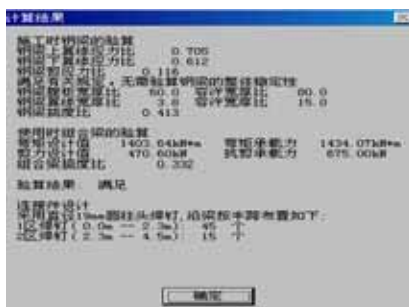 计算结果
施工时钢梁的验算
钢梁上翼缘应力比 0.705
钢梁下翼缘应力比 0.612
钢梁剪应力比 0.116
满足有关规定，无需验算钢梁的整体稳定性
钢梁腹板宽厚比 50.0 容许宽厚比 80.0
钢梁翼缘宽厚比 3.8 容许宽厚比 15.0
钢梁挠度比 0.413
使用时组合梁的验算
弯矩设计值 1403.64kN*m 弯矩承载力 1434.07kN*m
剪力设计值 470.60kN 抗剪承载力 675.00kN
组合梁挠度比 0.332
验算结果： 满足
连接件设计
采用直径19mm圆柱头焊钉，沿梁按半跨布置如下：
1区焊钉(0.0m -- 2.3m): 45 个
2区焊钉(2.3m -- 4.5m): 15 个
确定